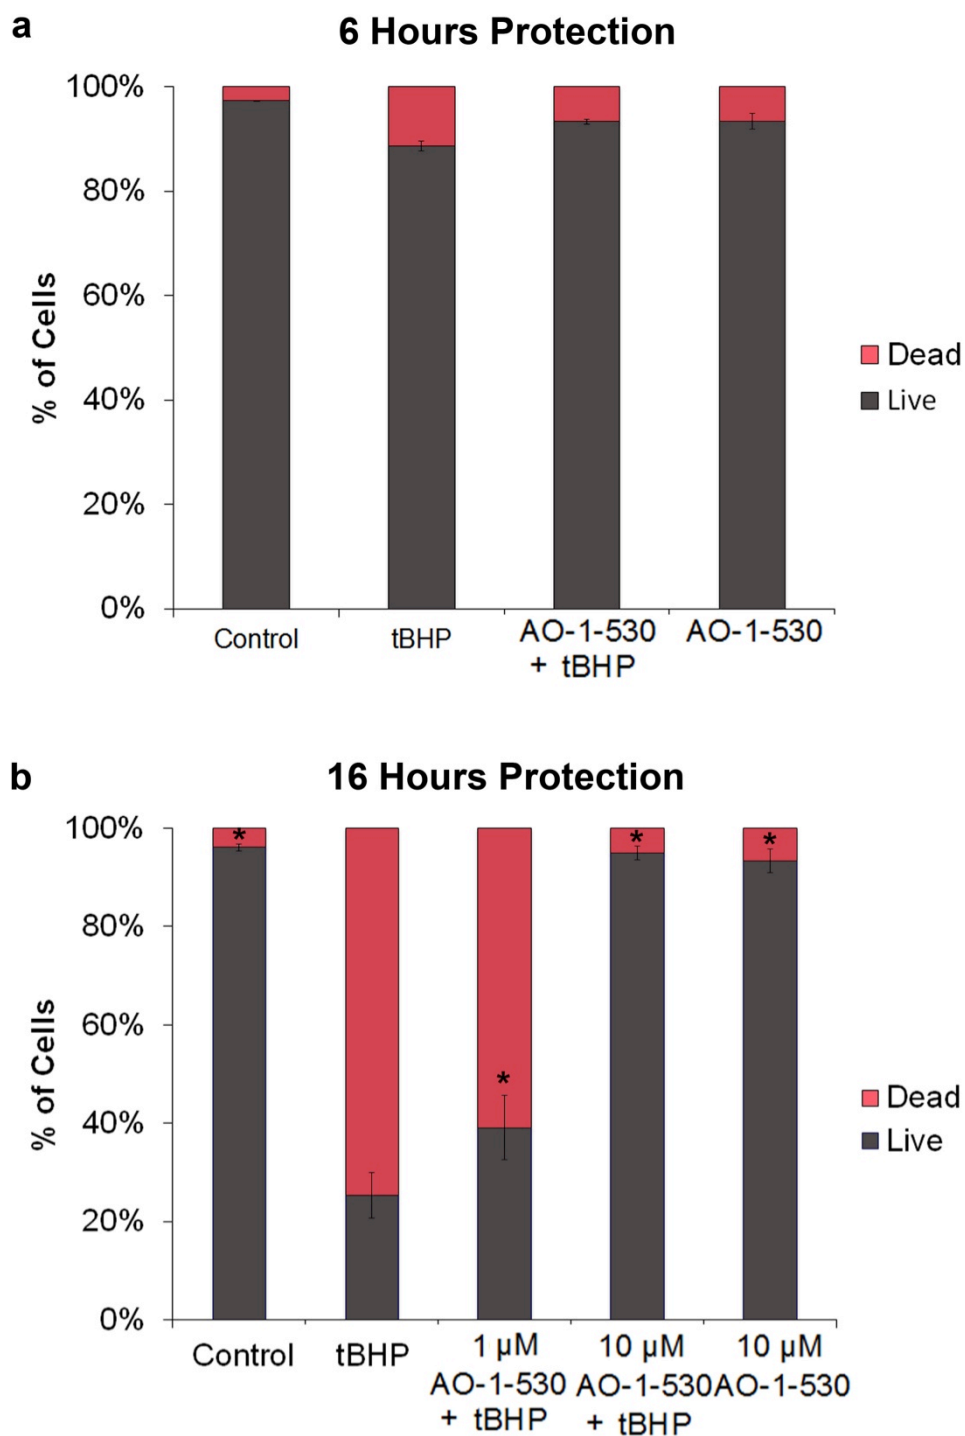 a
6 Hours Protection
100%
80%
60%
40%
20%
0%
% of Cells
Dead
Live
Control
tBHP
AO-1-530
+ tBHP
AO-1-530
b
16 Hours Protection
100%
*
*
*
80%
60%
*
40%
20%
0%
% of Cells
Dead
Live
Control
tBHP
1 µM
AO-1-530
+ tBHP
10 µM
AO-1-530
+ tBHP
10 µM
AO-1-530